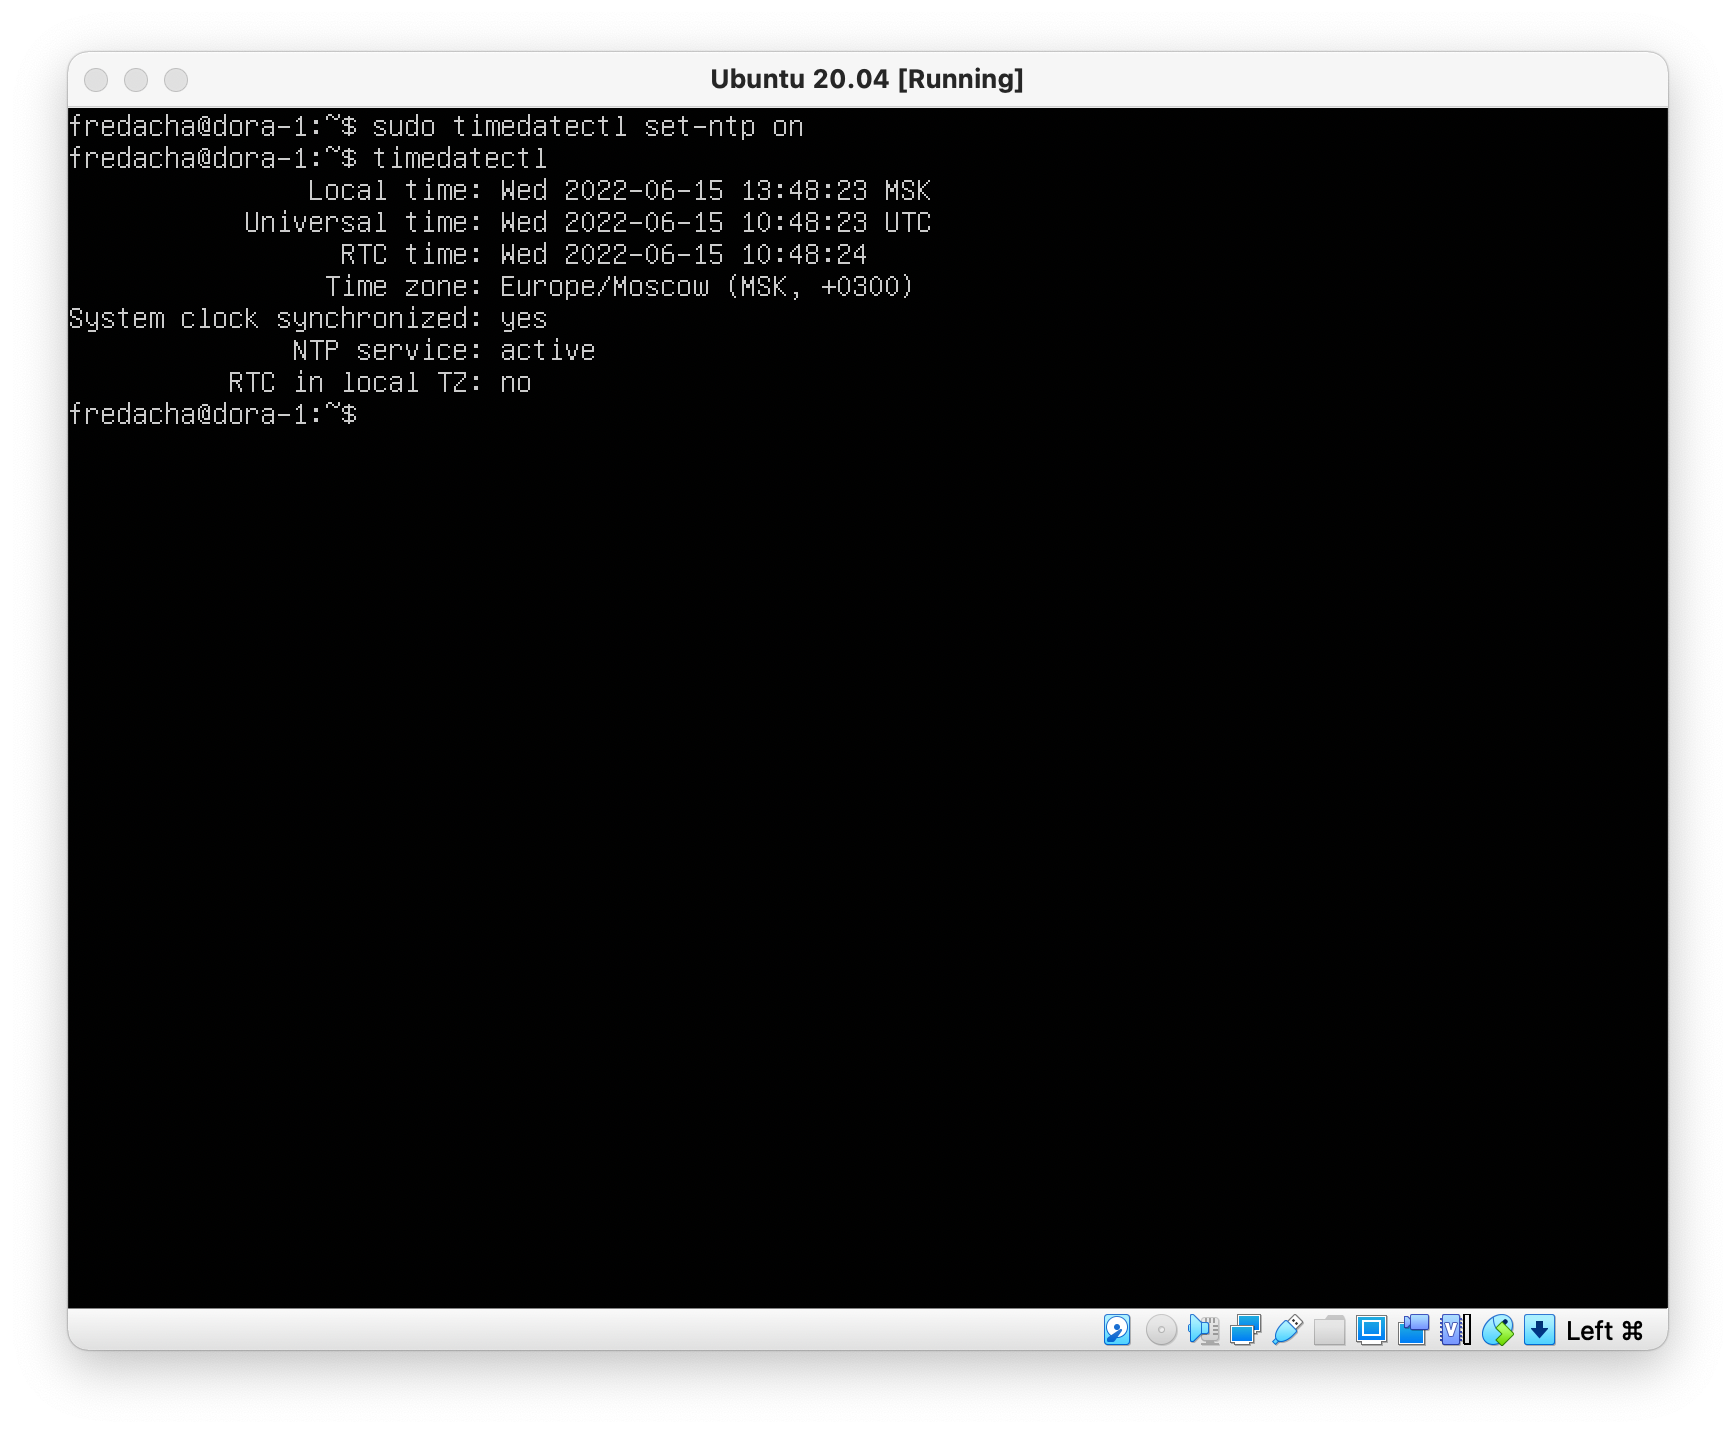 Ubuntu 20.04 [Running]
fredacha@dora-1:~$ sudo timedatectl set-ntp on
fredacha@dora-1:~$ timedatectl
Local time: Wed 2022-06-15 13:48:23 MSK
Universal time: Wed 2022-06-15 10:48:23 UTC
RTC time: Wed 2022-06-15 10:48:24
Time zone: Europe/Moscow (MSK, +0300)
System clock synchronized: yes
NTP service: active
RTC in local TZ: no
fredacha@dora-1:~$
Left ⌘